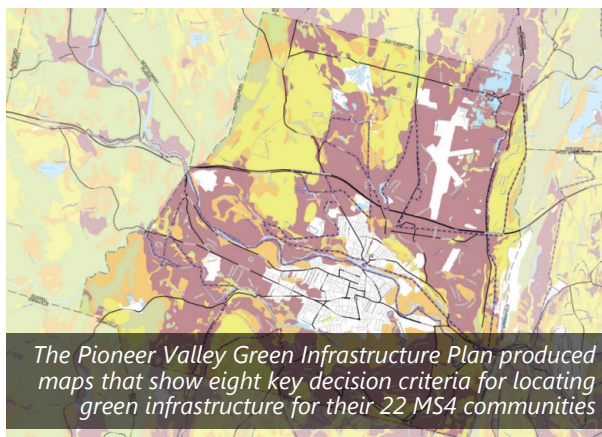 The Pioneer Valley Green Infrastructure Plan produced
maps that show eight key decision criteria for locating
green infrastructure for their 22 MS4 communities